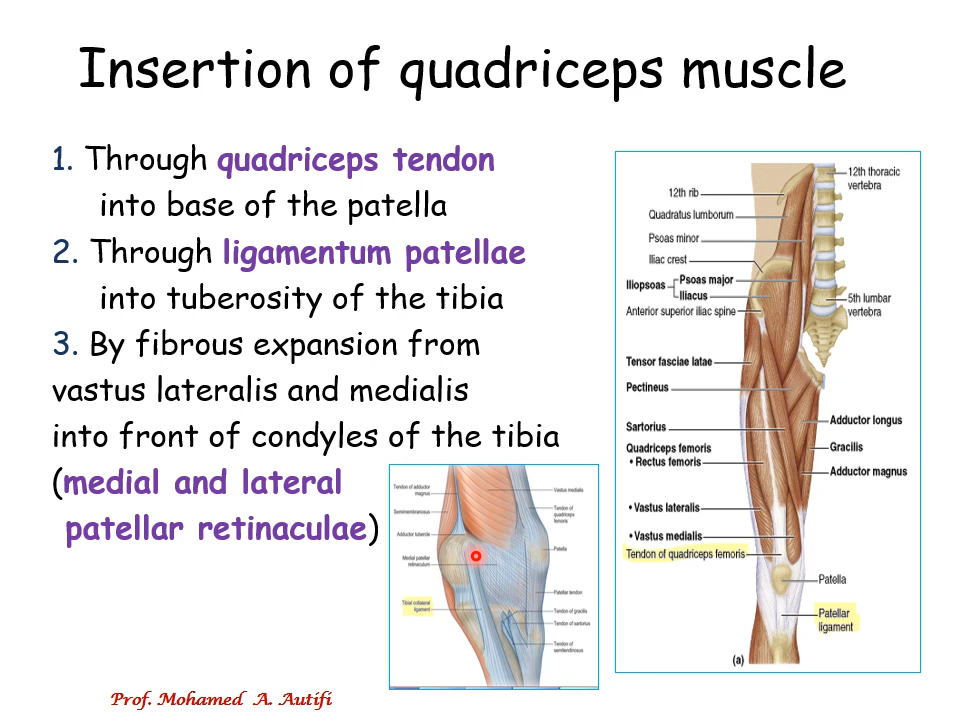 Insertion of quadriceps muscle
1. Through quadriceps tendon
into base of the patella
2. Through ligamentum patellae
into tuberosity of the tibia
3. By fibrous expansion from
vastus lateralis and medialis
into front of condyles of the tibia
(medial and lateral
patellar retinaculae)
12th rib
Quadratus lumborum
Psoas minor
Iliac crest
Iliopsoas
Psoas major
Iliacus
Anterior superior iliac spine
Tensor fasciae latae
Pectineus
Sartorius
Quadriceps femoris
• Rectus femoris
• Vastus lateralis
• Vastus medialis
Tendon of quadriceps femoris
12th thoracic
vertebra
5th lumbar
vertebra
Adductor longus
Gracilis
Adductor magnus
Patella
Patellar
ligament
(a)
Tendon of adductor
magnus
Semimembranosus
Adductor tubercle
Medial patellar
retinaculum
Tibial collateral
ligament
Vastus medialis
Tendon of
quadriceps
femoris
Patella
Patellar tendon
Tendon of gracilis
Tendon of sartorius
Tendon of
semitendinosus
Prof. Mohamed A. Autifi